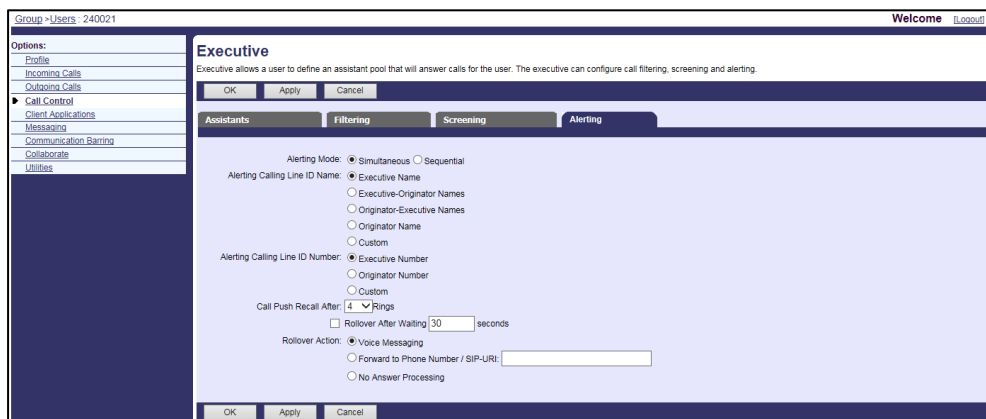 Group >Users : 240021
Welcome [Logout]
Options:
Profile
Incoming Calls
Outgoing Calls
Call Control
Client Applications
Messaging
Communication Barring
Collaborate
Utilities
Executive
Executive allows a user to define an assistant pool that will answer calls for the user. The executive can configure call filtering, screening and alerting.
OK Apply Cancel
Assistants Filtering Screening Alerting
Alerting Mode: Simultaneous Sequential
Alerting Calling Line ID Name: Executive Name
Executive-Originator Names
Originator-Executive Names
Originator Name
Custom
Alerting Calling Line ID Number: Executive Number
Originator Number
Custom
Call Push Recall After: 4 Rings
Rollover After Waiting 30 seconds
Rollover Action: Voice Messaging
Forward to Phone Number / SIP-URI:
No Answer Processing
OK Apply Cancel